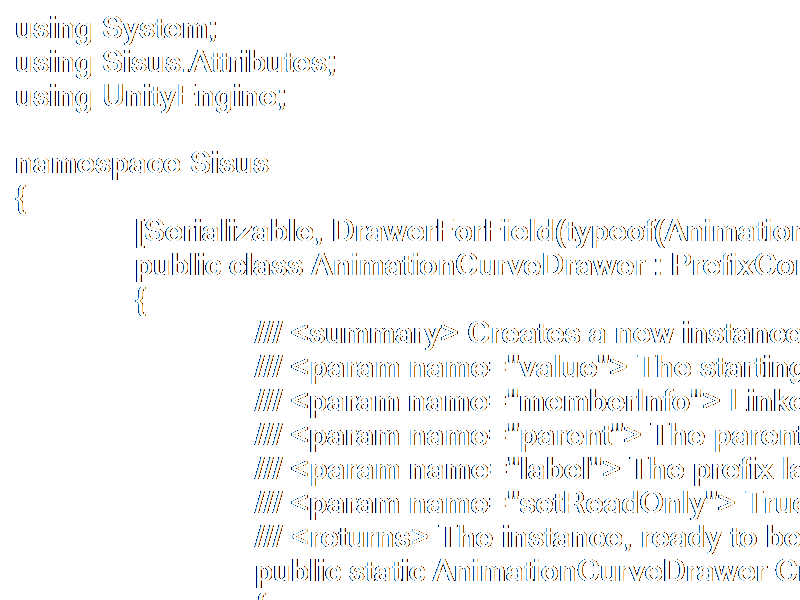 using System;
using Sisus.Attributes;
using UnityEngine;
namespace Sisus
{
[Serializable, DrawerForField(typeof(Animation
public class AnimationCurveDrawer : PrefixCo
{
/// <summary> Creates a new instance
/// <param name="value"> The starting
/// <param name="memberInfo"> Linke
/// <param name="parent"> The parent
/// <param name="label"> The prefix la
/// <param name="setReadOnly"> True
/// <returns> The instance, ready to be
public static AnimationCurveDrawer C